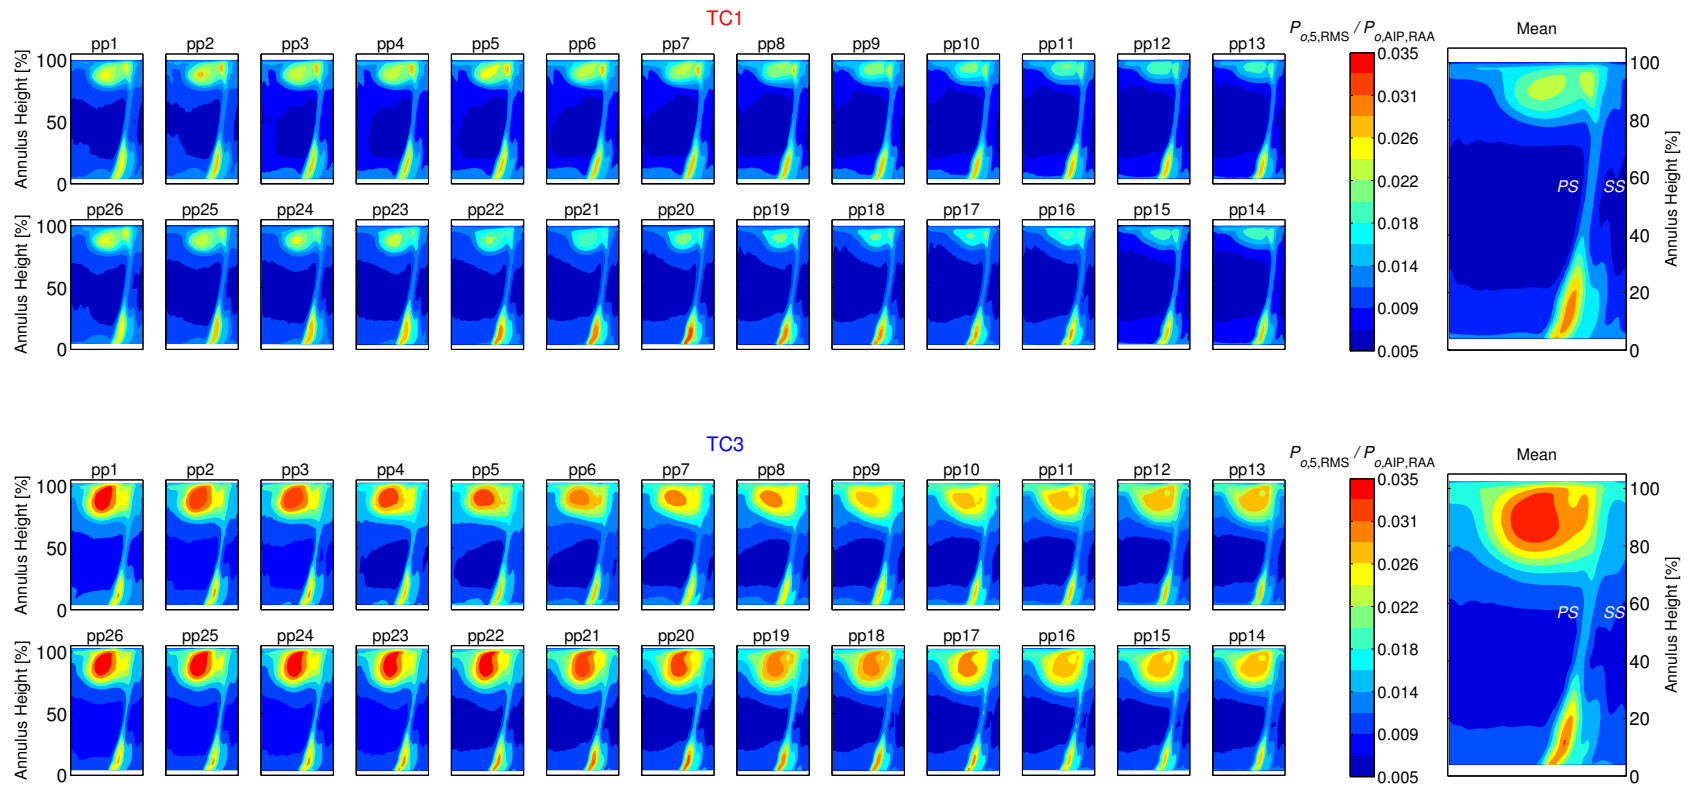 TC1
pp1 pp2 pp3 pp4 pp5 pp6 pp7 pp8 pp9 pp10 pp11 pp12 pp13
Annulus Height [%]
100
50
0
pp26 pp25 pp24 pp23 pp22 pp21 pp20 pp19 pp18 pp17 pp16 pp15 pp14
Annulus Height [%]
100
50
0
Po,5,RMS / Po,AIP,RAA
0.035
0.031
0.026
0.022
0.018
0.014
0.009
0.005
Mean
PS SS
100
80
60
40
20
0
Annulus Height [%]
TC3
pp1 pp2 pp3 pp4 pp5 pp6 pp7 pp8 pp9 pp10 pp11 pp12 pp13
Annulus Height [%]
100
50
0
pp26 pp25 pp24 pp23 pp22 pp21 pp20 pp19 pp18 pp17 pp16 pp15 pp14
Annulus Height [%]
100
50
0
Po,5,RMS / Po,AIP,RAA
0.035
0.031
0.026
0.022
0.018
0.014
0.009
0.005
Mean
PS SS
100
80
60
40
20
0
Annulus Height [%]